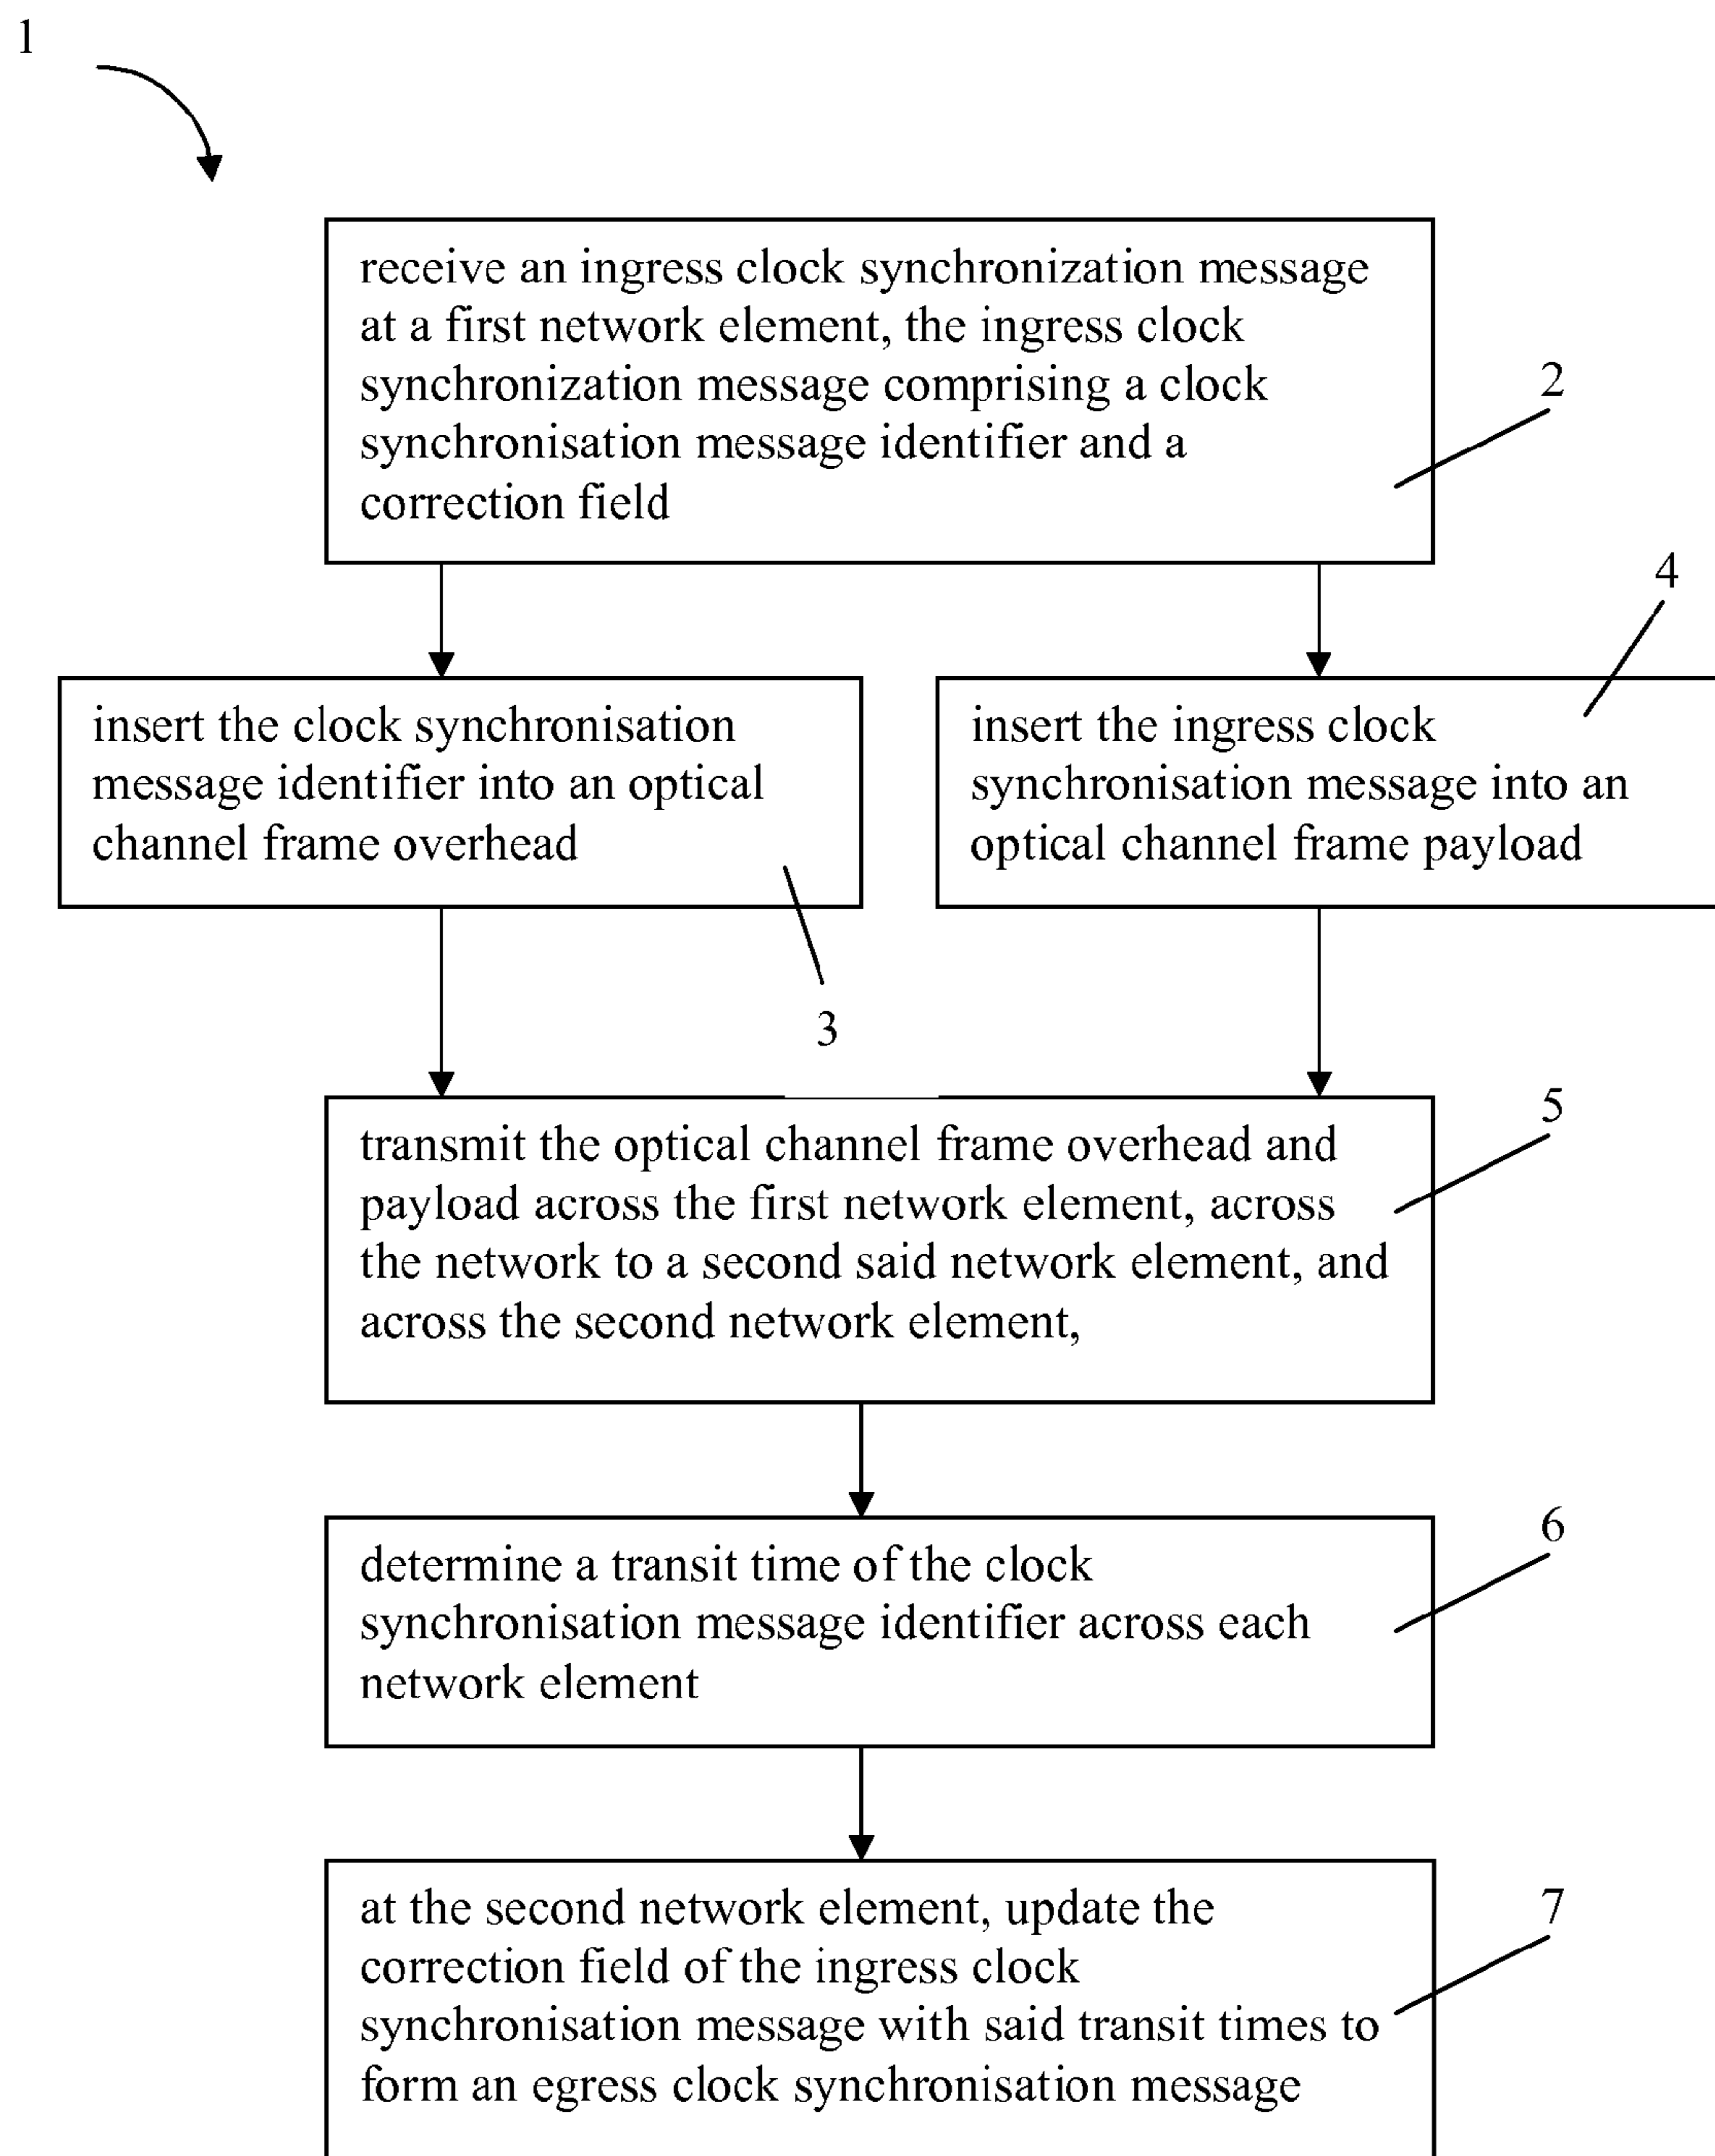 1
receive an ingress clock synchronization message
at a first network element, the ingress clock
synchronization message comprising a clock
synchronisation message identifier and a
correction field
2
4
insert the clock synchronisation
message identifier into an optical
channel frame overhead
insert the ingress clock
synchronisation message into an
optical channel frame payload
3
transmit the optical channel frame overhead and
payload across the first network element, across
the network to a second said network element, and
across the second network element,
5
determine a transit time of the clock
synchronisation message identifier across each
network element
6
at the second network element, update the
correction field of the ingress clock
synchronisation message with said transit times to
form an egress clock synchronisation message
7